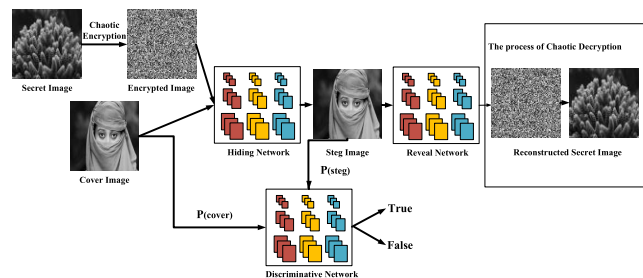 Chaotic
Encryption
The process of Chaotic Decryption
Secret Image
Encrypted Image
Hiding Network
Steg Image
Reveal Network
Reconstructed Secret Image
Cover Image
P(steg)
P(cover)
True
False
Discriminative Network